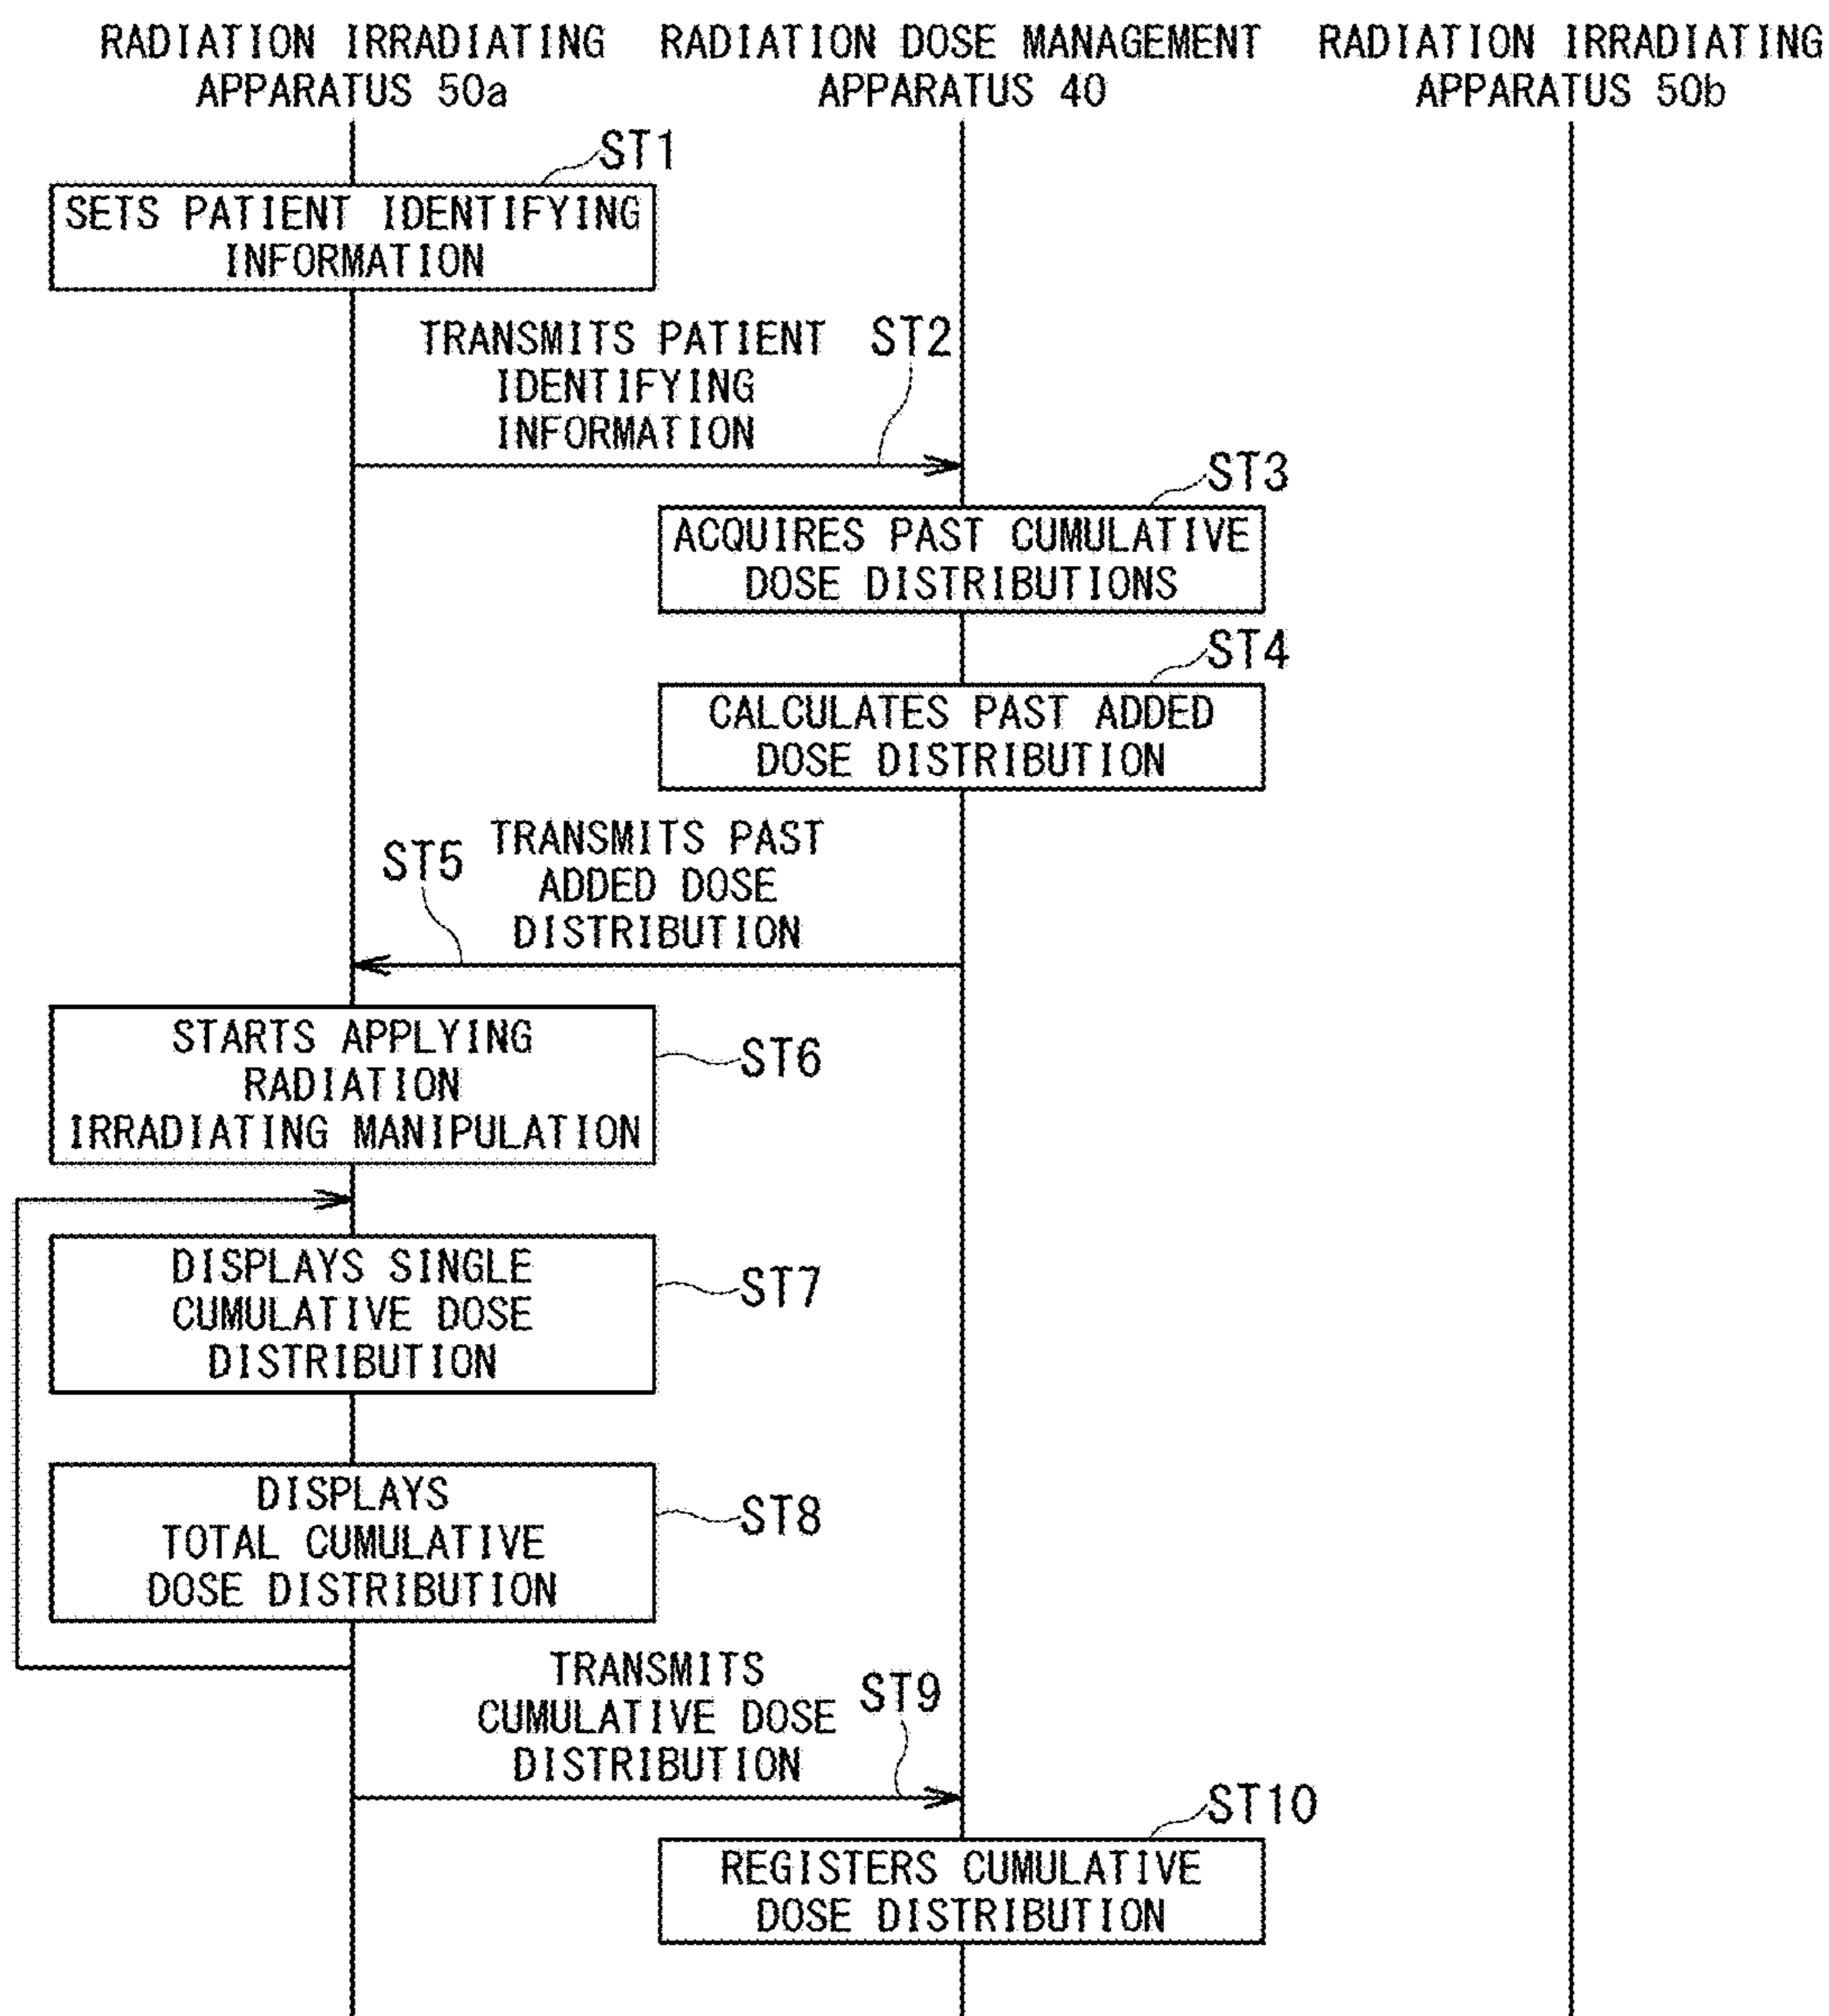 RADIATION IRRADIATING
APPARATUS 50a
RADIATION DOSE MANAGEMENT
APPARATUS 40
RADIATION IRRADIATING
APPARATUS 50b
ST1
SETS PATIENT IDENTIFYING
INFORMATION
TRANSMITS PATIENT
IDENTIFYING
INFORMATION
ST2
ST3
ACQUIRES PAST CUMULATIVE
DOSE DISTRIBUTIONS
ST4
CALCULATES PAST ADDED
DOSE DISTRIBUTION
ST5
TRANSMITS PAST
ADDED DOSE
DISTRIBUTION
STARTS APPLYING
RADIATION
IRRADIATING MANIPULATION
ST6
DISPLAYS SINGLE
CUMULATIVE DOSE
DISTRIBUTION
ST7
DISPLAYS
TOTAL CUMULATIVE
DOSE DISTRIBUTION
ST8
TRANSMITS
CUMULATIVE DOSE
DISTRIBUTION
ST9
ST10
REGISTERS CUMULATIVE
DOSE DISTRIBUTION